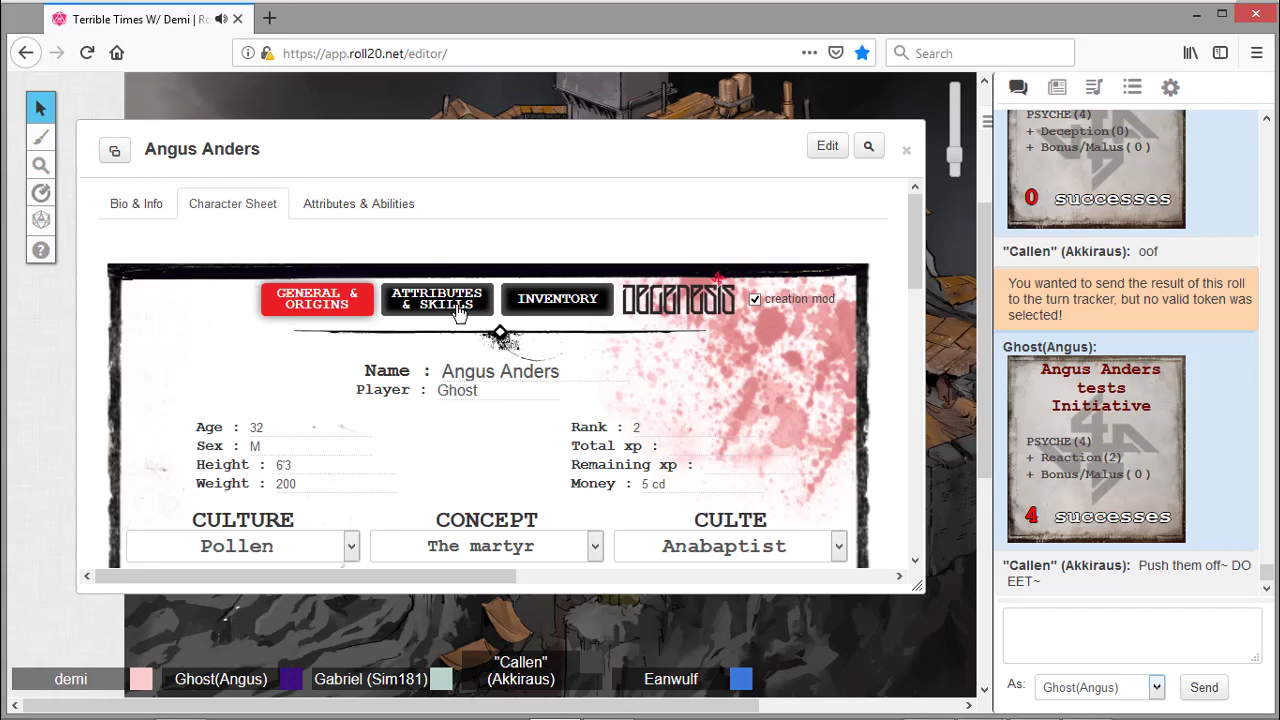 Terrible Times W/ Demi | Ro
https://app.roll20.net/editor/
Search
Angus Anders
Edit
Bio & Info
Character Sheet
Attributes & Abilities
GENERAL &
ORIGINS
ATTRIBUTES
& SKILLS
INVENTORY
DEGENESIS
creation mod
Name : Angus Anders
Player : Ghost
Age : 32
Sex : M
Height : 6'3
Weight : 200
Rank : 2
Total xp :
Remaining xp :
Money : 5 cd
CULTURE
CONCEPT
CULTE
Pollen
The martyr
Anabaptist
PSYCHE(4)
+ Deception(0)
+ Bonus/Malus( 0 )
0 successes
"Callen" (Akkiraus): oof
You wanted to send the result of this roll
to the turn tracker, but no valid token was
selected!
Ghost(Angus):
Angus Anders
tests
Initiative
PSYCHE(4)
+ Reaction(2)
+ Bonus/Malus( 0 )
4 successes
"Callen" (Akkiraus): Push them off~ DO
EET~
As:
Ghost(Angus)
Send
demi
Ghost(Angus)
Gabriel (Sim181)
"Callen"
(Akkiraus)
Eanwulf